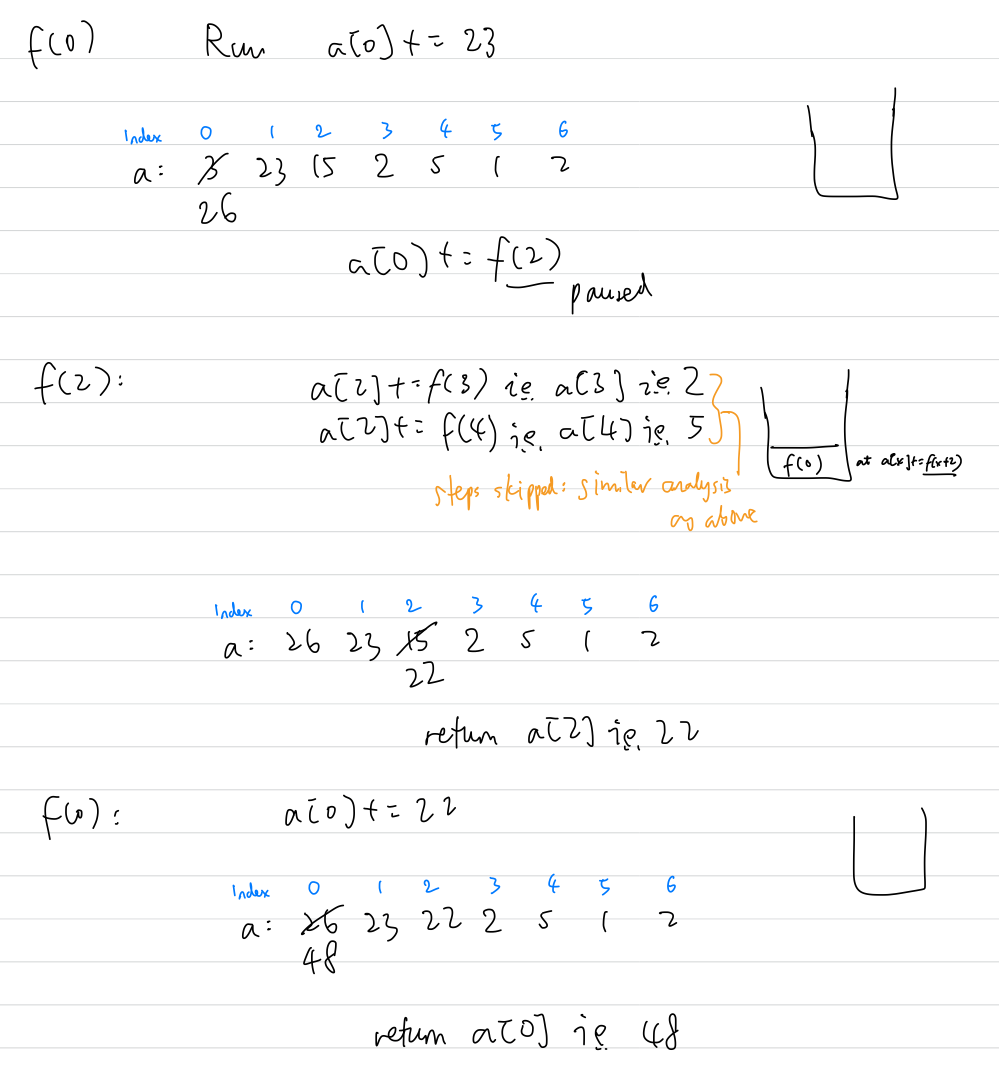 f(0) Run a[0] += 23
Index 0 1 2 3 4 5 6
a: 3 23 15 2 5 1 2
26
a[0] += f(2)
paused
f(2): a[2] += f(3) i.e. a[3] i.e. 2
a[2] += f(4) i.e. a[4] i.e. 5
f(0) at a[x] += f(x+2)
steps skipped: similar analysis
as above
Index 0 1 2 3 4 5 6
a: 26 23 15 2 5 1 2
22
return a[2] i.e. 22
f(0): a[0] += 22
Index 0 1 2 3 4 5 6
a: 26 23 22 2 5 1 2
48
return a[0] i.e. 48